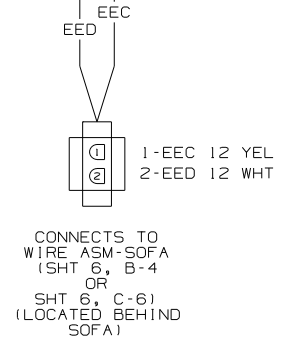 EEC
EED
1 1-EEC 12 YEL
2 2-EED 12 WHT
CONNECTS TO
WIRE ASM-SOFA
(SHT 6, B-4
OR
SHT 6, C-6)
(LOCATED BEHIND
SOFA)